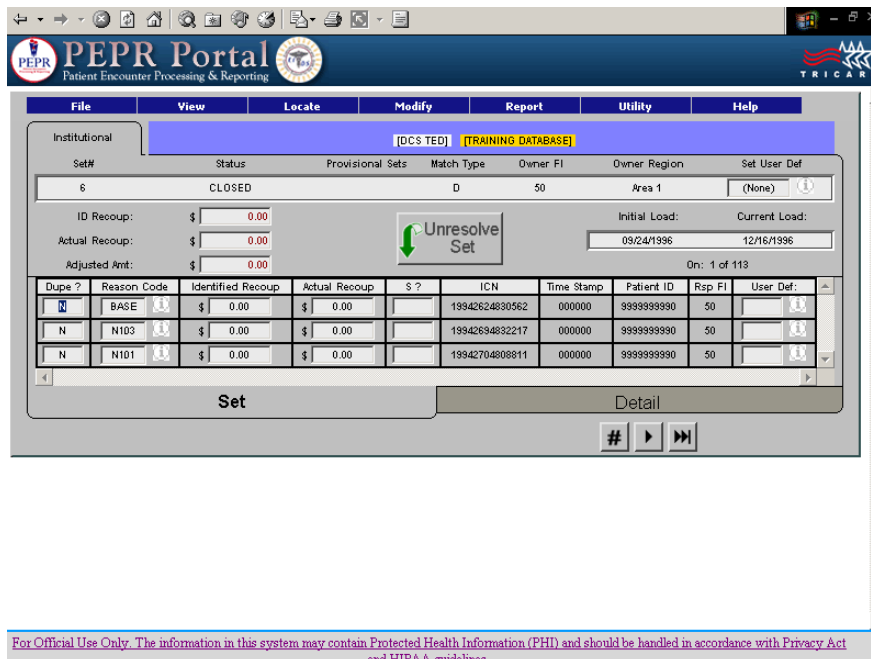 PEPR
PEPR Portal
Patient Encounter Processing & Reporting
TRICAR
File View Locate Modify Report Utility Help
Institutional
[DCS TED] [TRAINING DATABASE]
Set# Status Provisional Sets Match Type Owner FI Owner Region Set User Def
6 CLOSED D 50 Area 1 (None)
ID Recoup: $ 0.00 Unresolve Set Initial Load: Current Load:
Actual Recoup: $ 0.00 09/24/1996 12/16/1996
Adjusted Amt: $ 0.00 On: 1 of 113
Dupe ? Reason Code Identified Recoup Actual Recoup $ ? ICN Time Stamp Patient ID Rsp FI User Def:
N BASE $ 0.00 $ 0.00 19942624830562 000000 9999999990 50
N N103 $ 0.00 $ 0.00 19942694832217 000000 9999999990 50
N N101 $ 0.00 $ 0.00 19942704808811 000000 9999999990 50
Set Detail
#
For Official Use Only. The information in this system may contain Protected Health Information (PHI) and should be handled in accordance with Privacy Act
and HIPAA guidelines